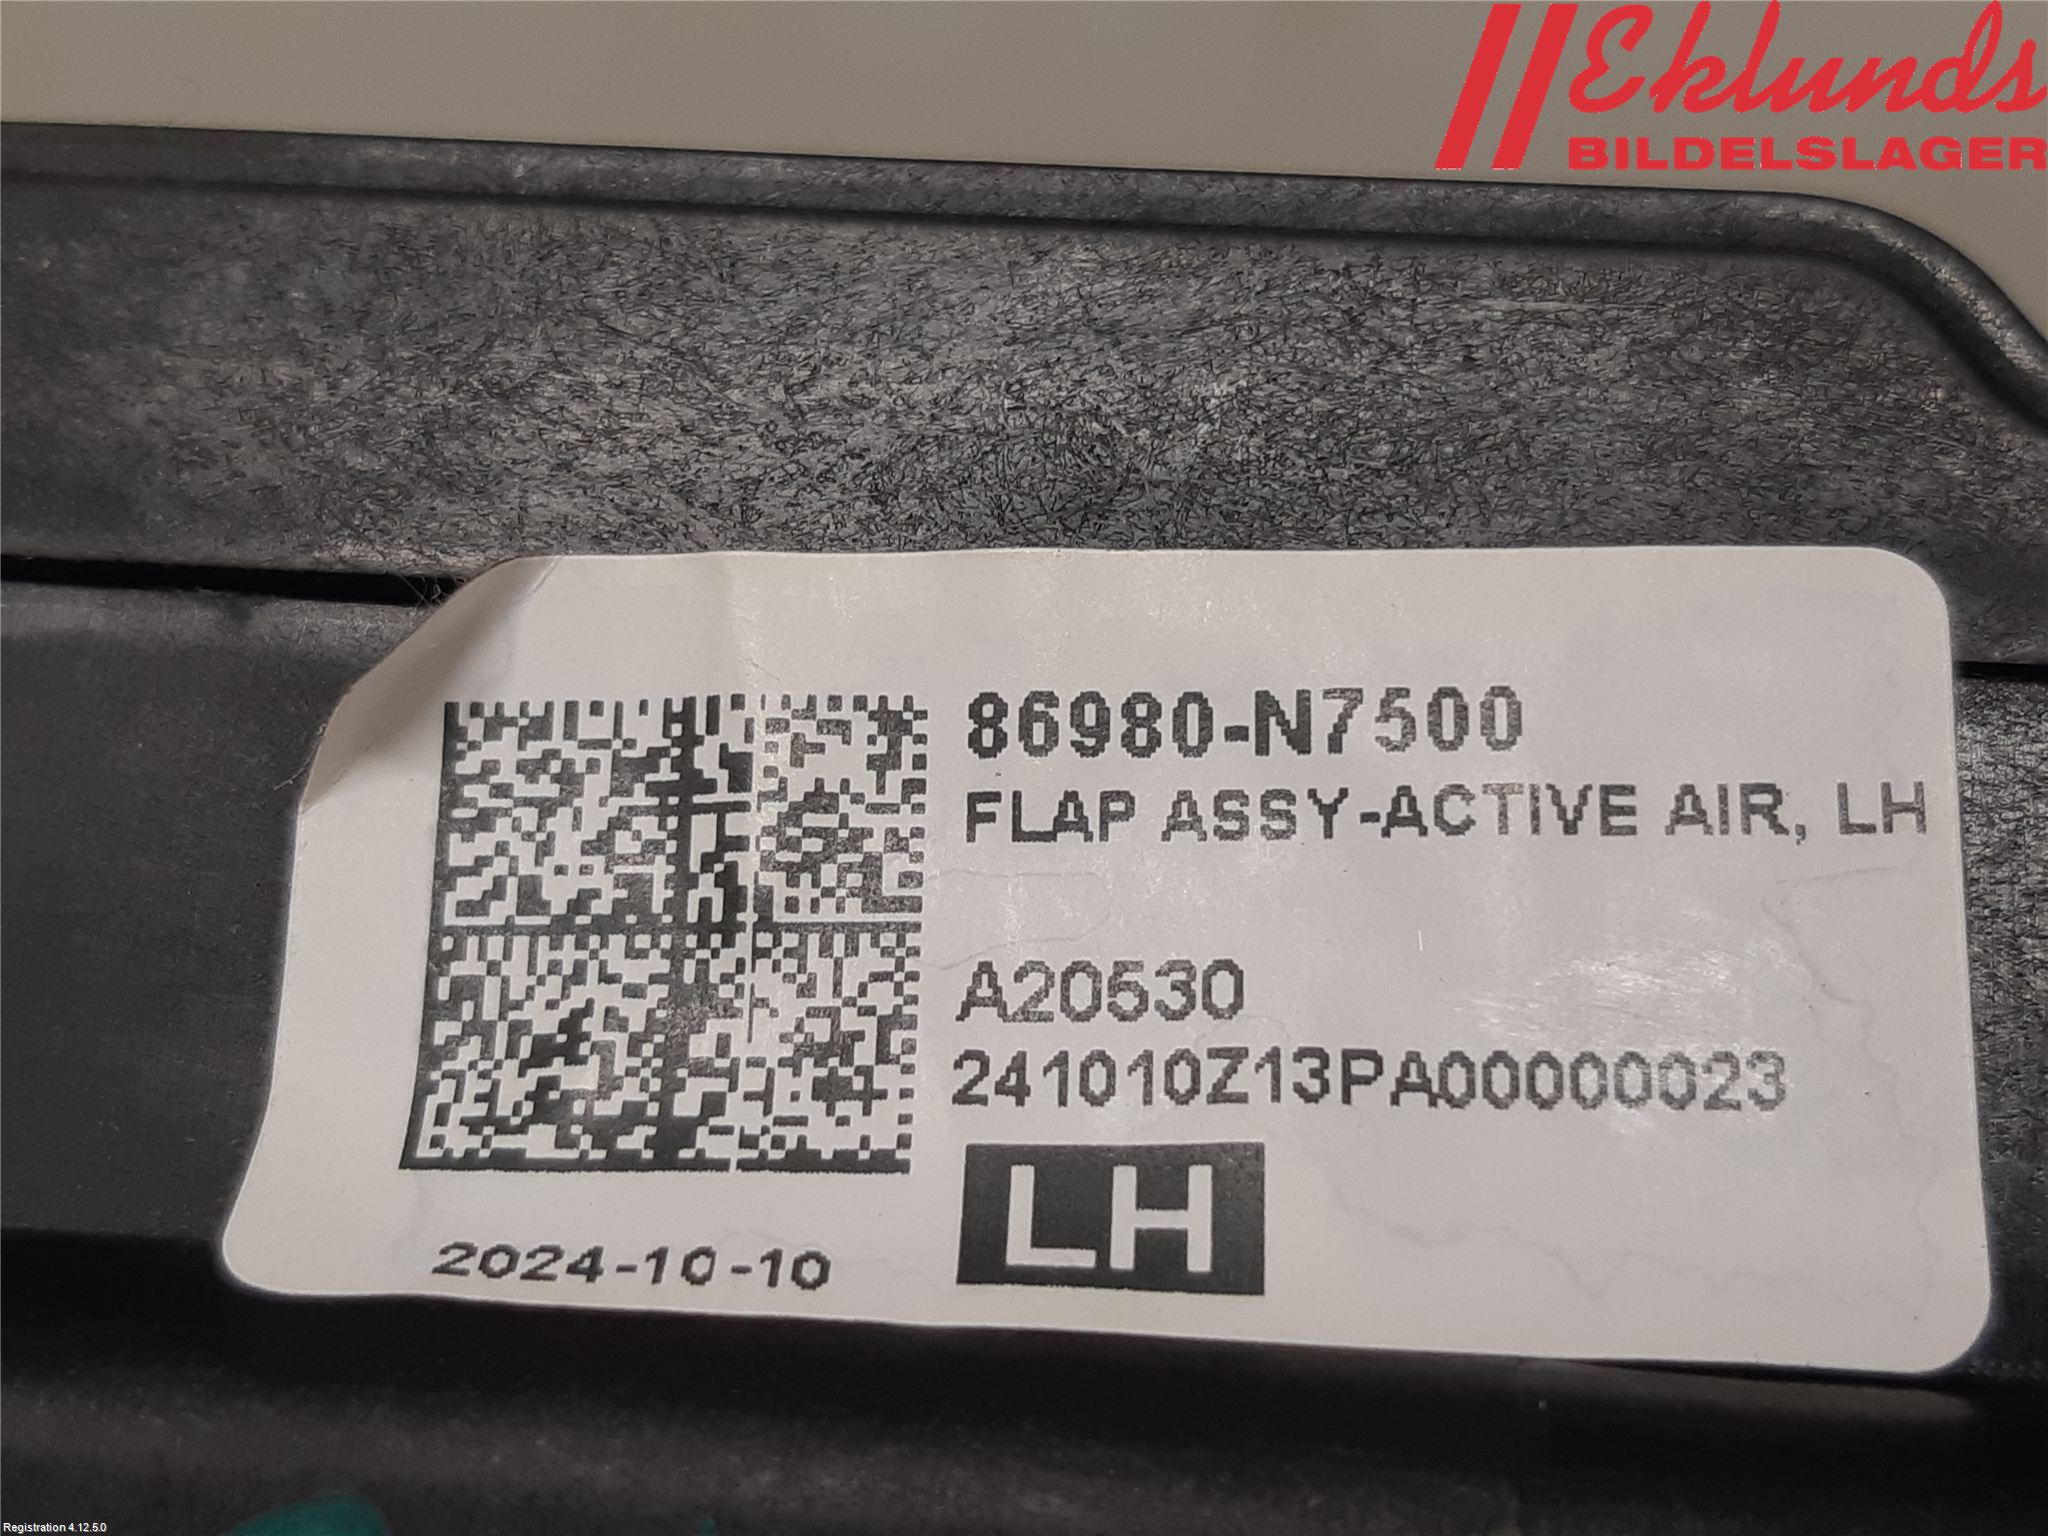 Eklunds
BILDELSLAGER
86980-N7500
FLAP ASSY-ACTIVE AIR, LH
A20530
241010Z13PA00000023
LH
2024-10-10
Registration 4.12.5.0